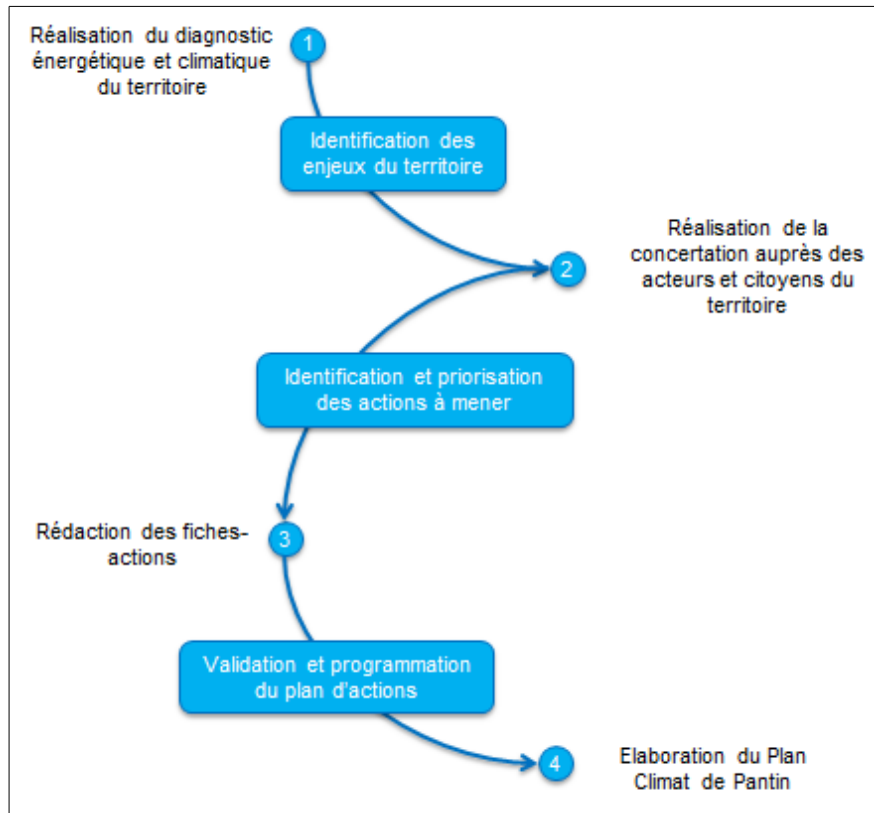 Réalisation du diagnostic
énergétique et climatique
du territoire
1
Identification des
enjeux du territoire
2
Réalisation de la
concertation auprès des
acteurs et citoyens du
territoire
Identification et priorisation
des actions à mener
Rédaction des fiches-
actions
3
Validation et programmation
du plan d'actions
4
Elaboration du Plan
Climat de Pantin